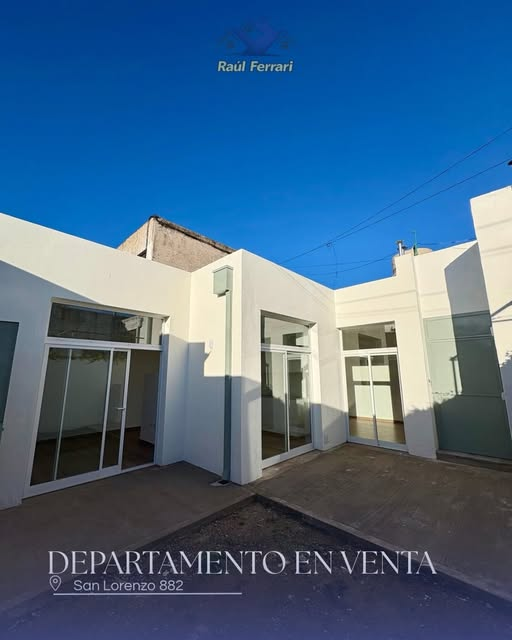 Raúl Ferrari
DEPARTAMENTO EN VENTA
San Lorenzo 882